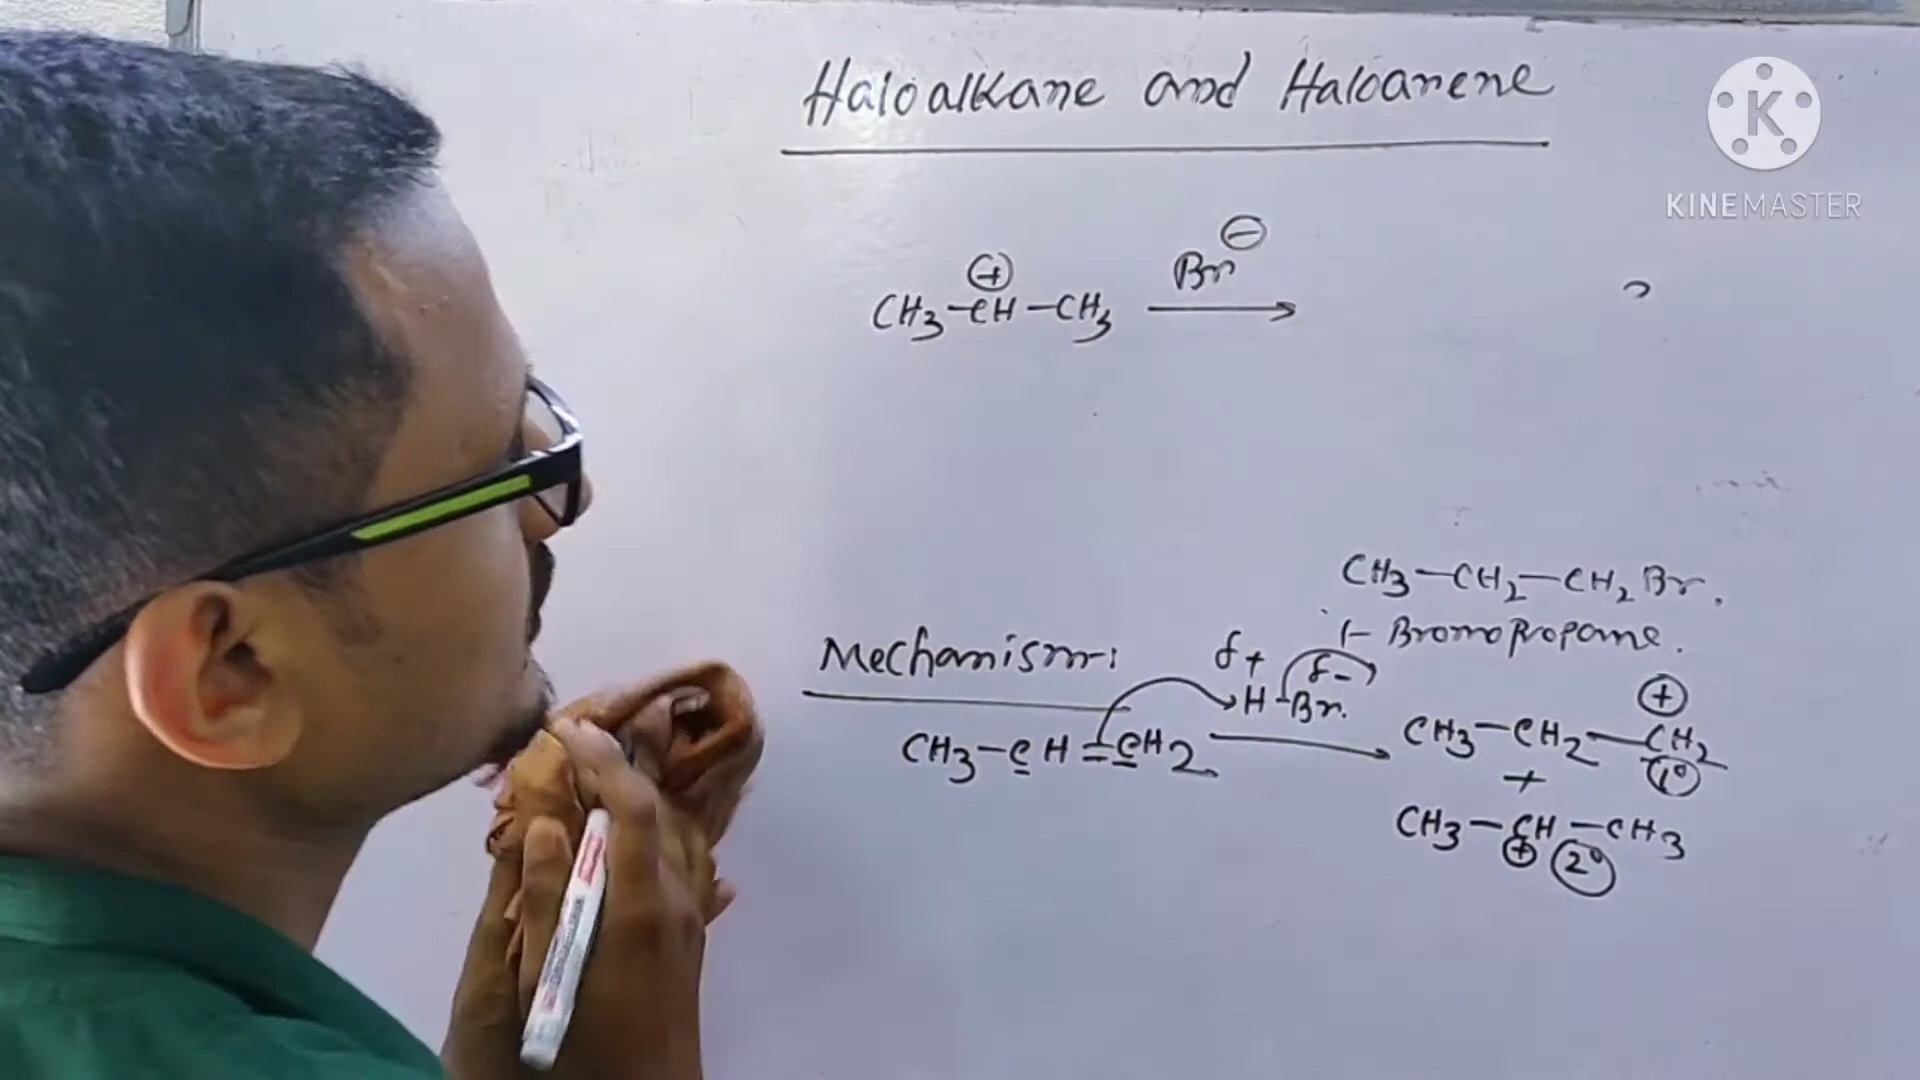 Haloalkane and Haloarene
K
KINEMASTER
Br⊖
⊕
CH3-CH-CH3 ⟶
CH3-CH2-CH2Br.
1-Bromopropane.
Mechanism:
δ+ δ-
H-Br.
CH3-CH=CH2 ⟶ CH3-CH2-CH2
⊕
1°
+
CH3-CH-CH3
⊕ 2°